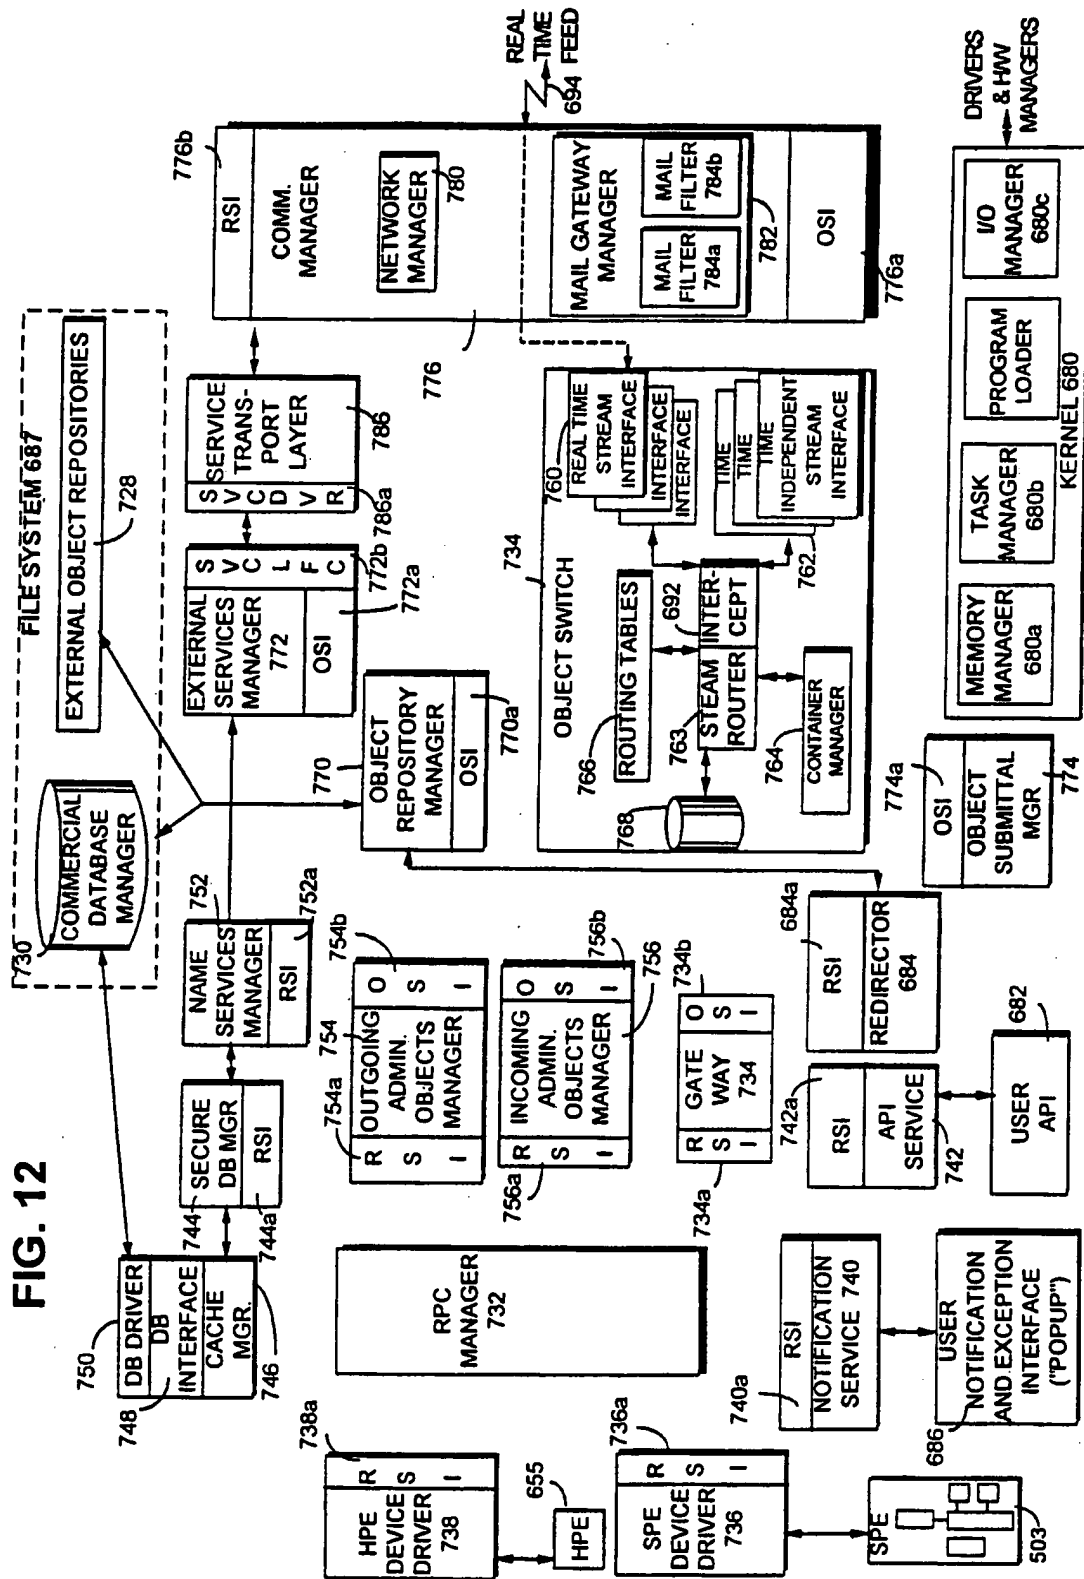 FIG. 12
FILE SYSTEM 687
EXTERNAL OBJECT REPOSITORIES
728
COMMERCIAL
DATABASE
MANAGER
730
750
DB DRIVER
DB
INTERFACE
CACHE
MGR.
748
746
744
SECURE
DB MGR
RSI
744a
NAME
SERVICES
MANAGER
RSI
752
752a
EXTERNAL
SERVICES
MANAGER
772
OSI
S
V
C
L
F
C
772b
772a
S
V
C
D
V
R
SERVICE
TRANS-
PORT
LAYER
786
786a
776b
RSI
COMM.
MANAGER
NETWORK
MANAGER
780
MAIL GATEWAY
MANAGER
MAIL
FILTER
784a
MAIL
FILTER
784b
782
OSI
776a
776
REAL
TIME
FEED
694
770
OBJECT
REPOSITORY
MANAGER
OSI
770a
754
754a
754b
R
S
I
OUTGOING
ADMIN.
OBJECTS
MANAGER
O
S
I
756a
R
S
I
INCOMING
ADMIN.
OBJECTS
MANAGER
O
S
I
756b
756
RPC
MANAGER
732
738a
HPE
DEVICE
DRIVER
738
R
S
I
655
HPE
736a
SPE
DEVICE
DRIVER
736
R
S
I
SPE
503
734
OBJECT SWITCH
760
REAL TIME
STREAM
INTERFACE
INTERFACE
INTERFACE
TIME
TIME
TIME
INDEPENDENT
STREAM
INTERFACE
762
766
ROUTING TABLES
692
763
STEAM
ROUTER
INTER-
CEPT
764
CONTAINER
MANAGER
768
734a
R
S
I
GATE
WAY
734
O
S
I
734b
684a
RSI
REDIRECTOR
684
742a
RSI
API
SERVICE
742
USER
API
682
740a
RSI
NOTIFICATION
SERVICE 740
USER
NOTIFICATION
AND EXCEPTION
INTERFACE
("POPUP")
686
774a
OSI
OBJECT
SUBMITTAL
MGR
774
MEMORY
MANAGER
680a
TASK
MANAGER
680b
PROGRAM
LOADER
I/O
MANAGER
680c
KERNEL 680
DRIVERS
& H/W
MANAGERS